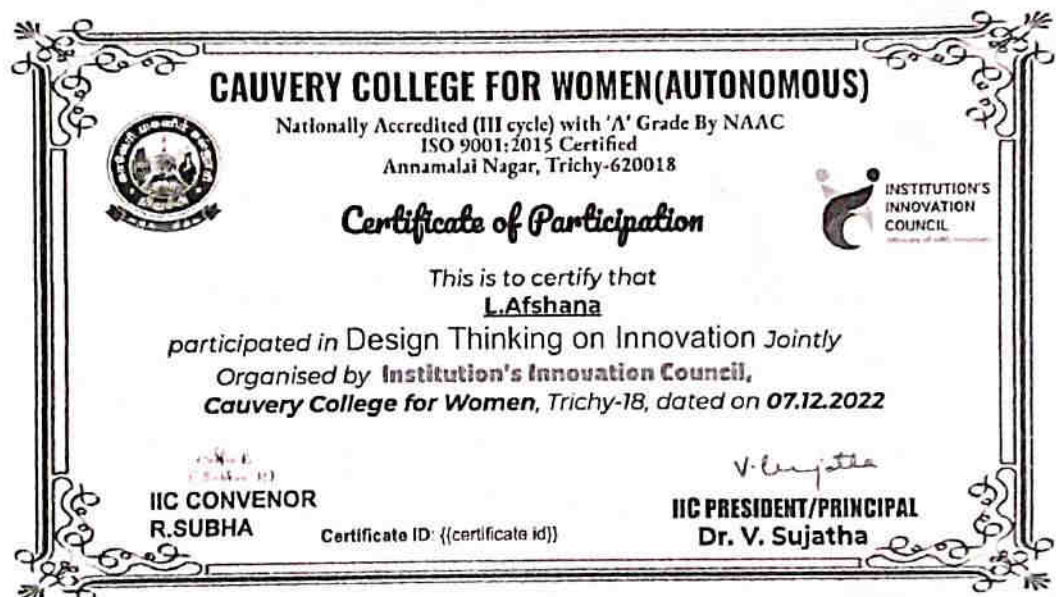 CAUVERY COLLEGE FOR WOMEN(AUTONOMOUS)
Nationally Accredited (III cycle) with 'A' Grade By NAAC
ISO 9001:2015 Certified
Annamalai Nagar, Trichy-620018
INSTITUTION'S
INNOVATION
COUNCIL
Certificate of Participation
This is to certify that
L.Afshana
participated in Design Thinking on Innovation Jointly
Organised by Institution's Innovation Council,
Cauvery College for Women, Trichy-18, dated on 07.12.2022
V. Sujatha
IIC CONVENOR
R.SUBHA
IIC PRESIDENT/PRINCIPAL
Dr. V. Sujatha
Certificate ID: {{certificate id}}